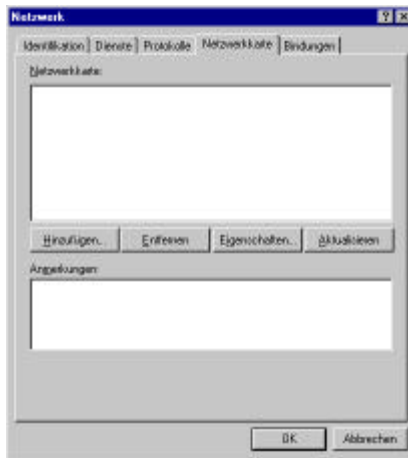 Netzwerk
Identifikation Dienste Protokolle Netzwerkkarte Bindungen
Netzwerkkarte:
Hinzufügen... Entfernen Eigenschaften... Aktualisieren
Anmerkungen:
OK Abbrechen